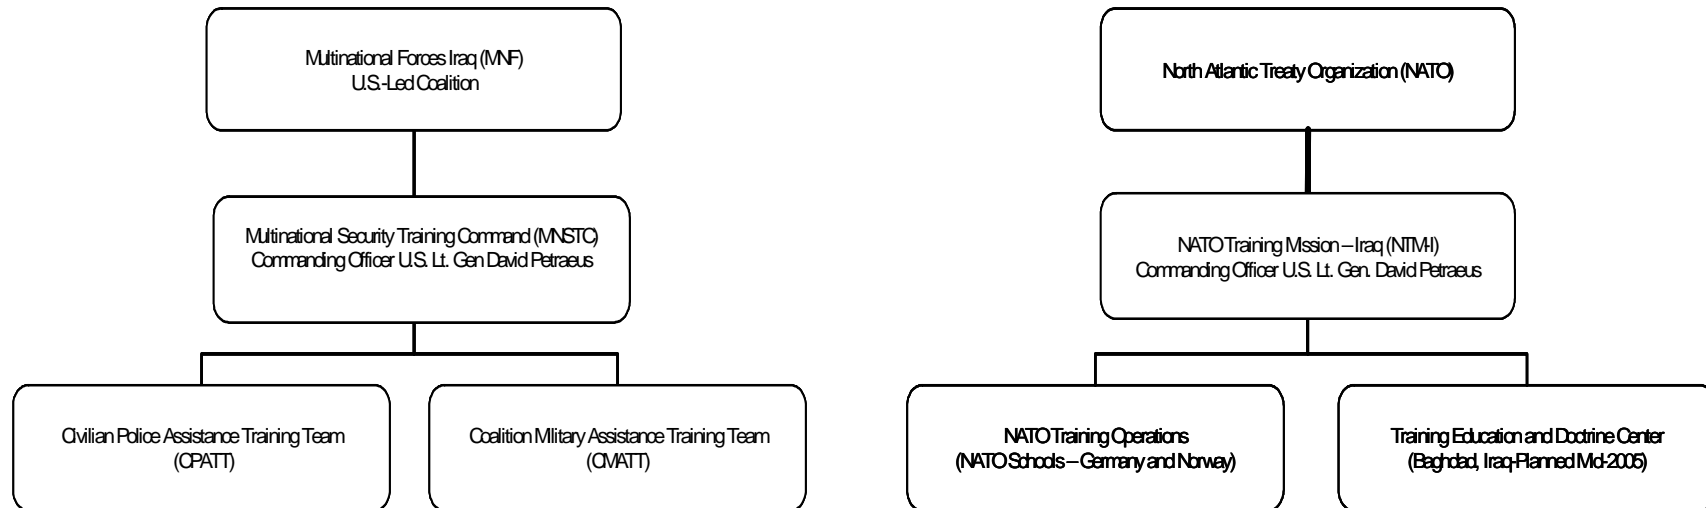 Multinational Forces Iraq (MNF)
U.S.-Led Coalition
North Atlantic Treaty Organization (NATO)
Multinational Security Training Command (MNSTC)
Commanding Officer U.S. Lt. Gen David Petraeus
NATO Training Mission – Iraq (NTM-I)
Commanding Officer U.S. Lt. Gen. David Petraeus
Civilian Police Assistance Training Team
(CPATT)
Coalition Military Assistance Training Team
(CMATT)
NATO Training Operations
(NATO Schools – Germany and Norway)
Training Education and Doctrine Center
(Baghdad, Iraq-Planned Mid-2005)